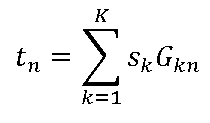 $t_n = \sum_{k=1}^{K} s_k G_{kn}$